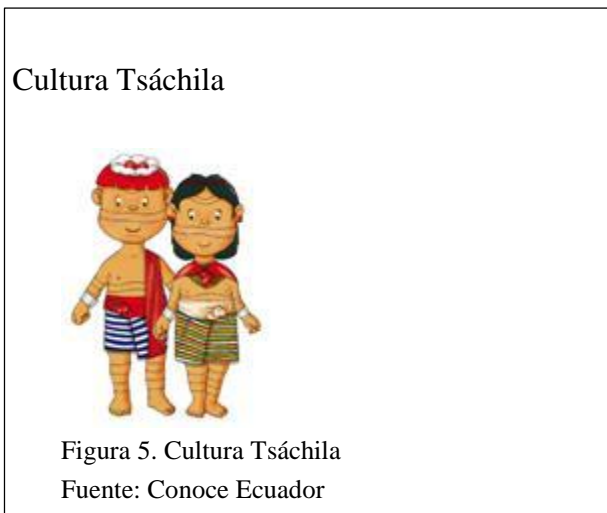 Cultura Tsáchila
Figura 5. Cultura Tsáchila
Fuente: Conoce Ecuador